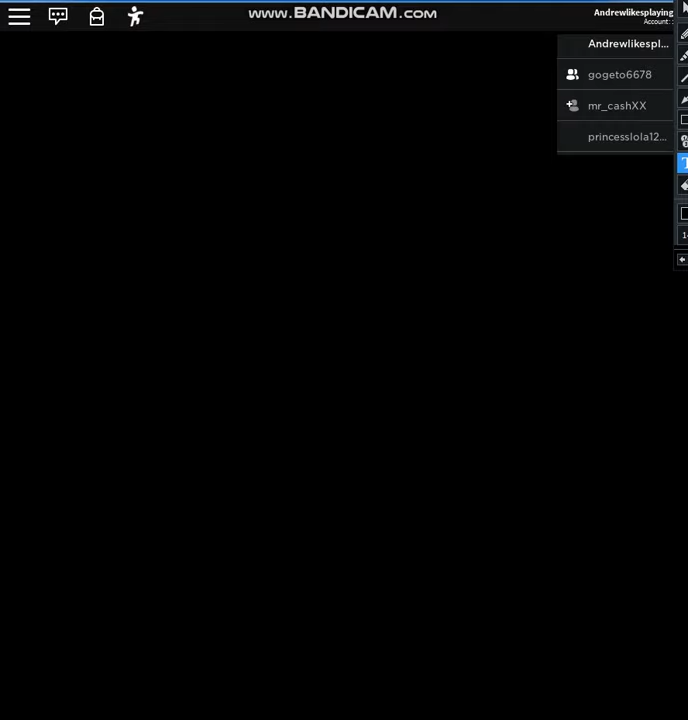 www.BANDICAM.com
Andrewlikesplaying
Account:
Andrewlikespl...
gogeto6678
mr_cashXX
princesslola12...